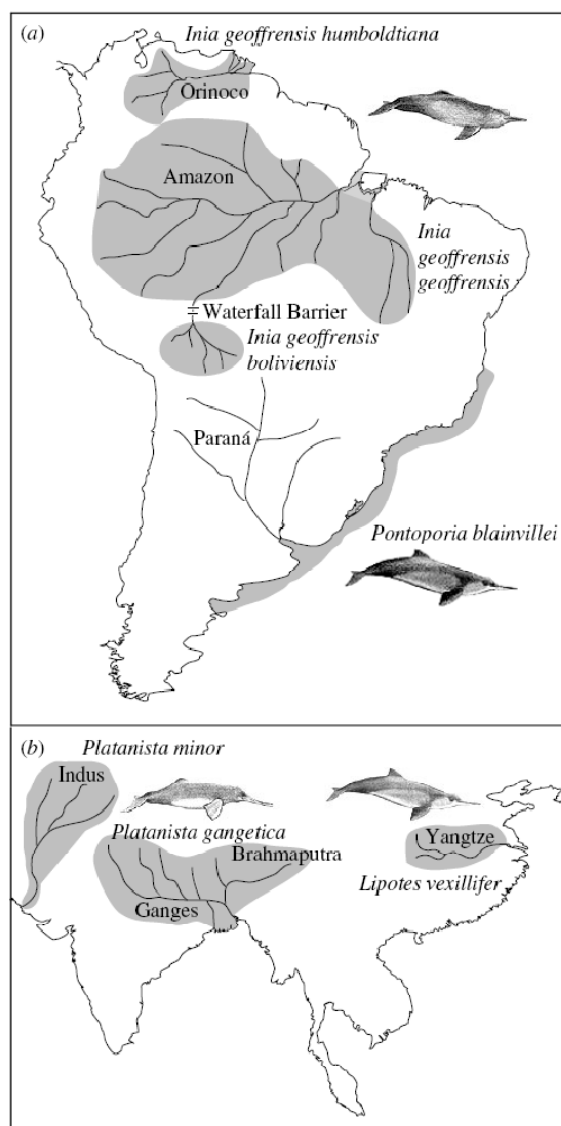 (a)
Inia geoffrensis humboldtiana
Orinoco
Amazon
Inia
geoffrensis
geoffrensis
Waterfall Barrier
Inia geoffrensis
boliviensis
Paraná
Pontoporia blainvillei
(b)
Platanista minor
Indus
Platanista gangetica
Brahmaputra
Ganges
Yangtze
Lipotes vexillifer